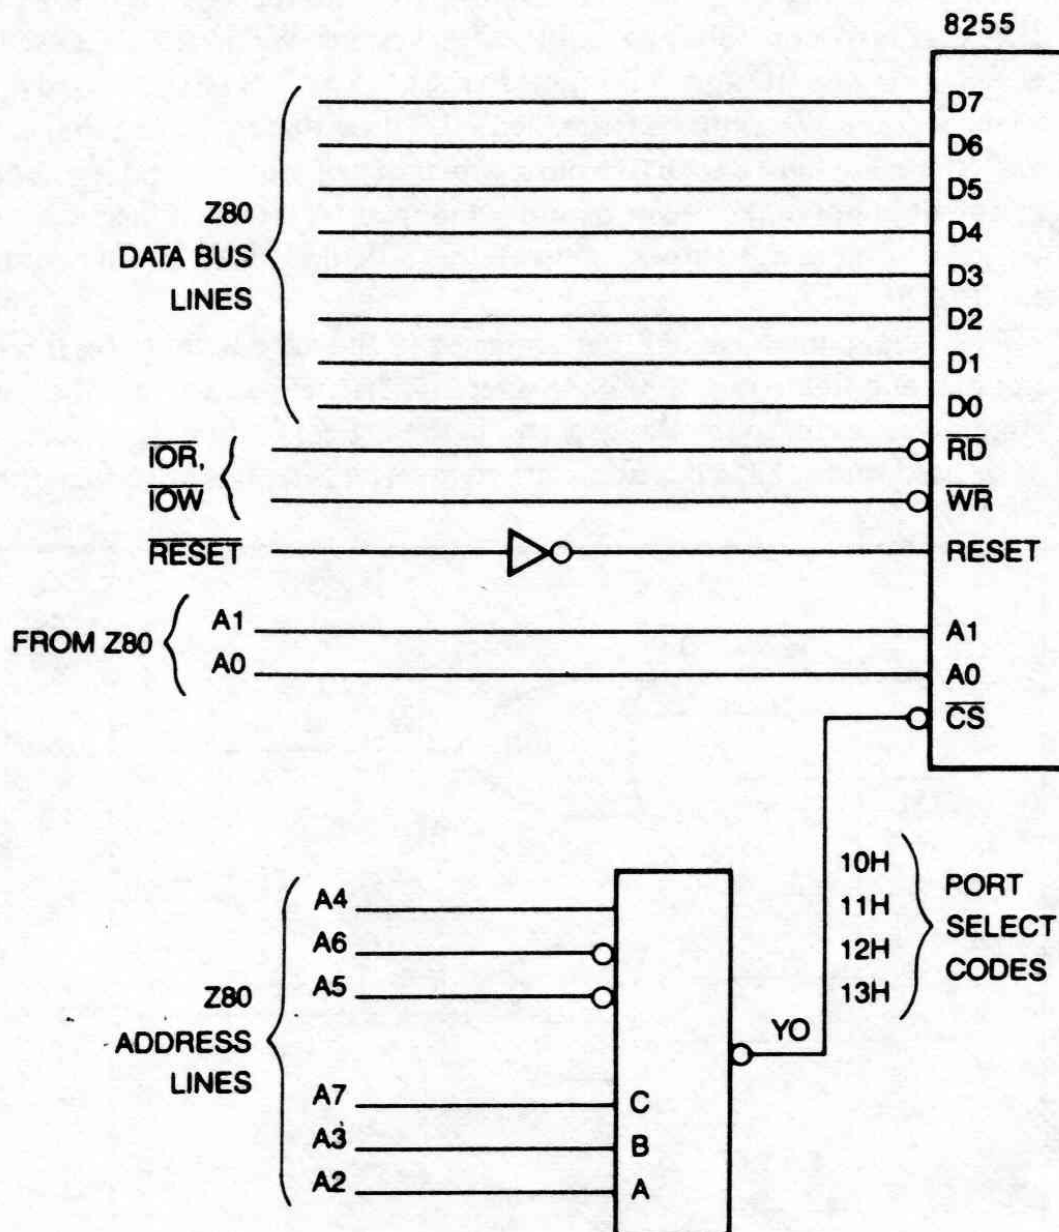 8255
D7
D6
D5
Z80
DATA BUS
LINES
D4
D3
D2
D1
D0
IOR,
IOW
RD
WR
RESET
RESET
FROM Z80
A1
A0
A1
A0
CS
10H
11H
12H
13H
PORT
SELECT
CODES
A4
A6
A5
Z80
ADDRESS
LINES
YO
A7
A3
A2
C
B
A